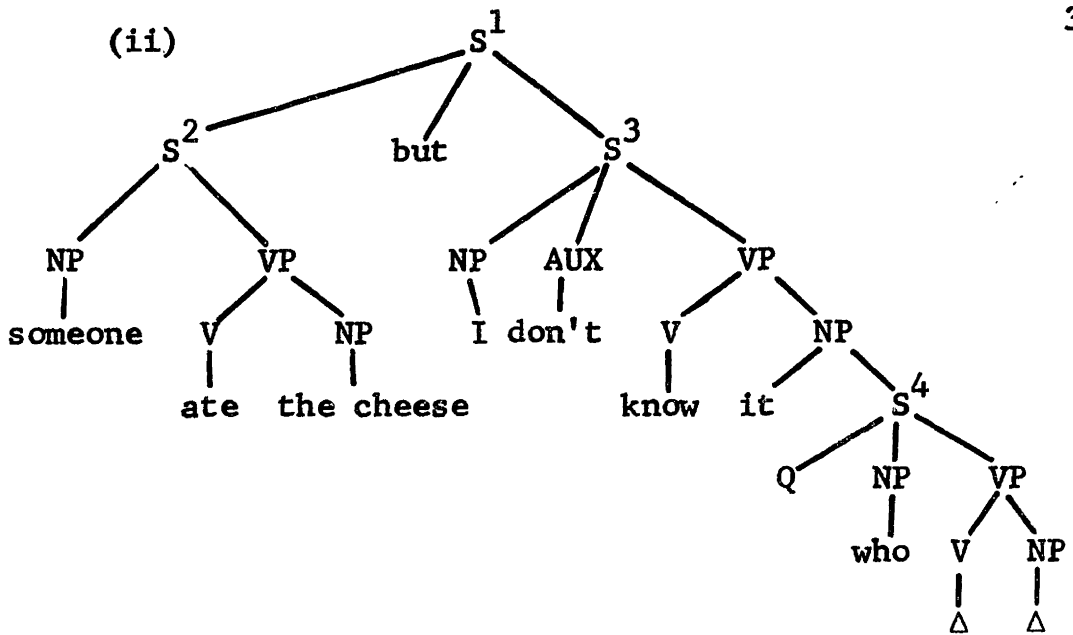 (ii) S1 3
S2 but S3
NP VP NP AUX VP
someone V NP I don't V NP
ate the cheese know it S4
Q NP VP
who V NP
Δ Δ